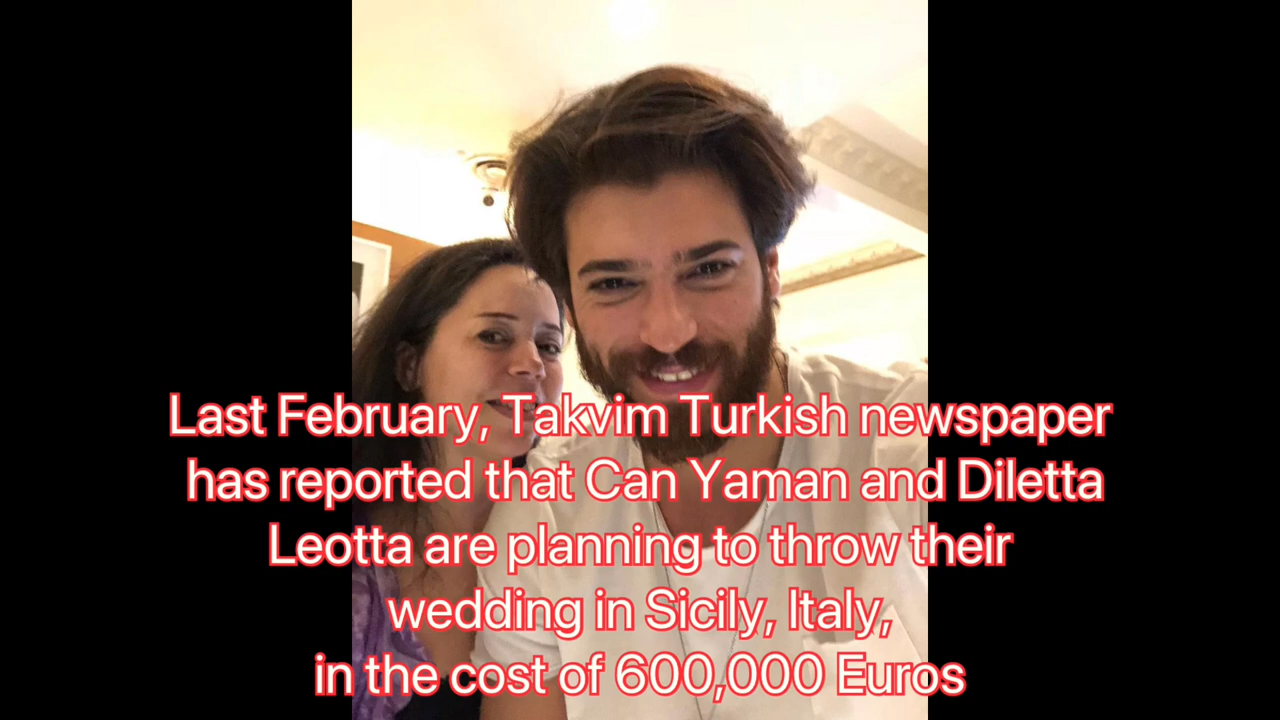 Last February, Takvim Turkish newspaper
has reported that Can Yaman and Diletta
Leotta are planning to throw their
wedding in Sicily, Italy,
in the cost of 600,000 Euros